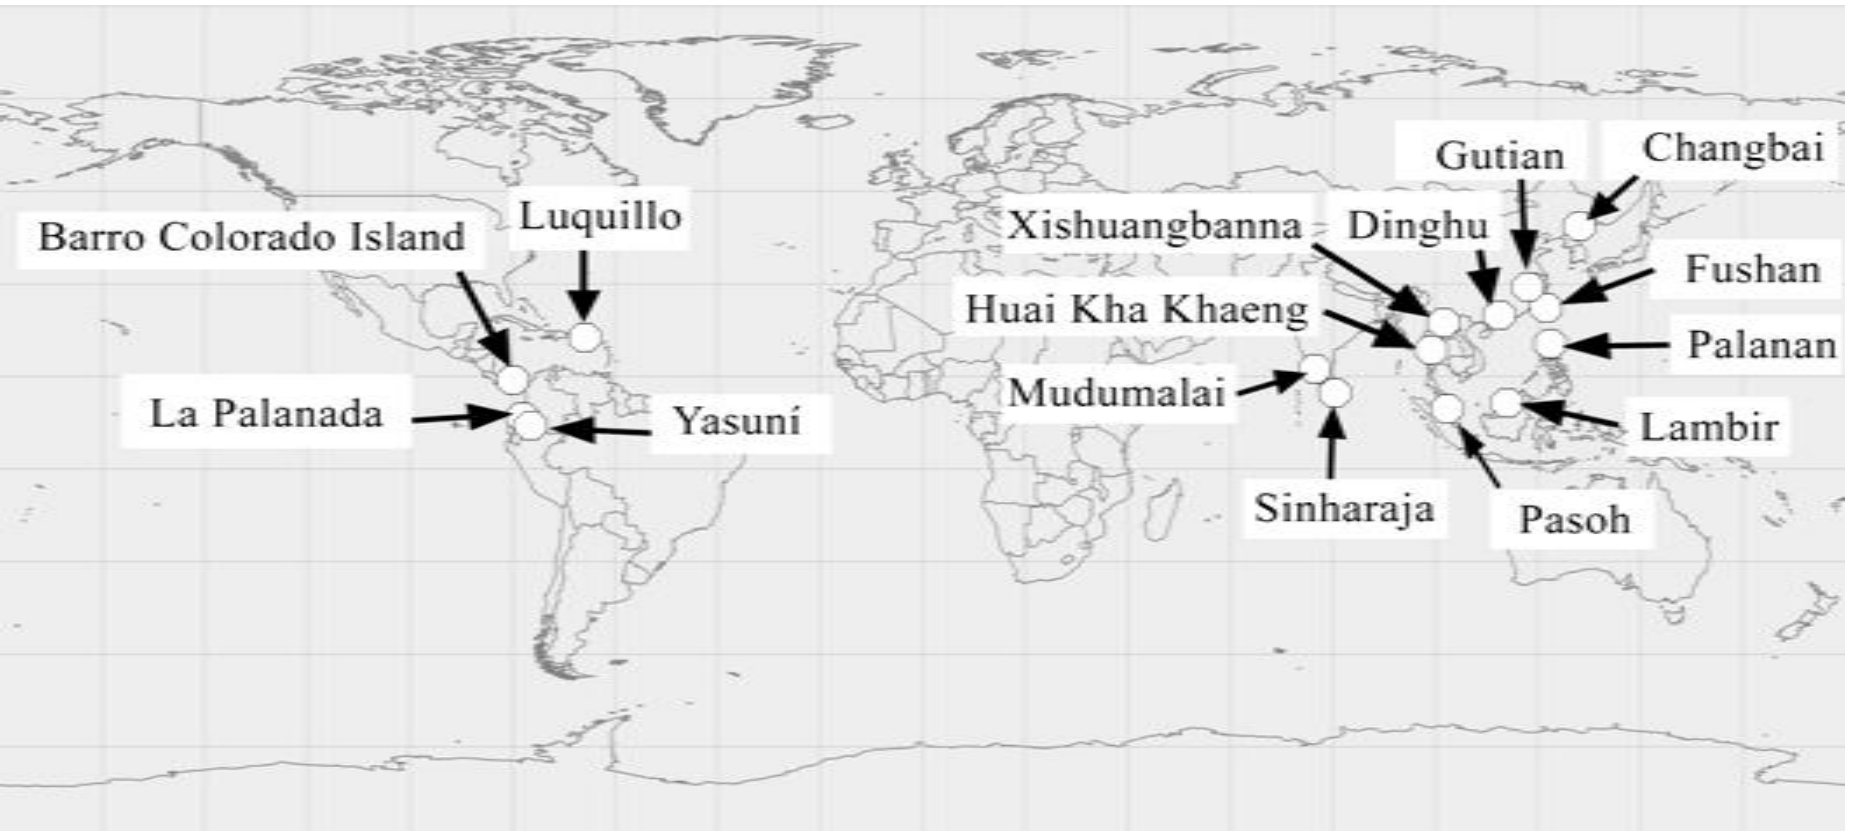 Gutian
Changbai
Luquillo
Xishuangbanna
Dinghu
Barro Colorado Island
Fushan
Huai Kha Khaeng
Palanan
Mudumalai
La Palanada
Yasuní
Lambir
Sinharaja
Pasoh